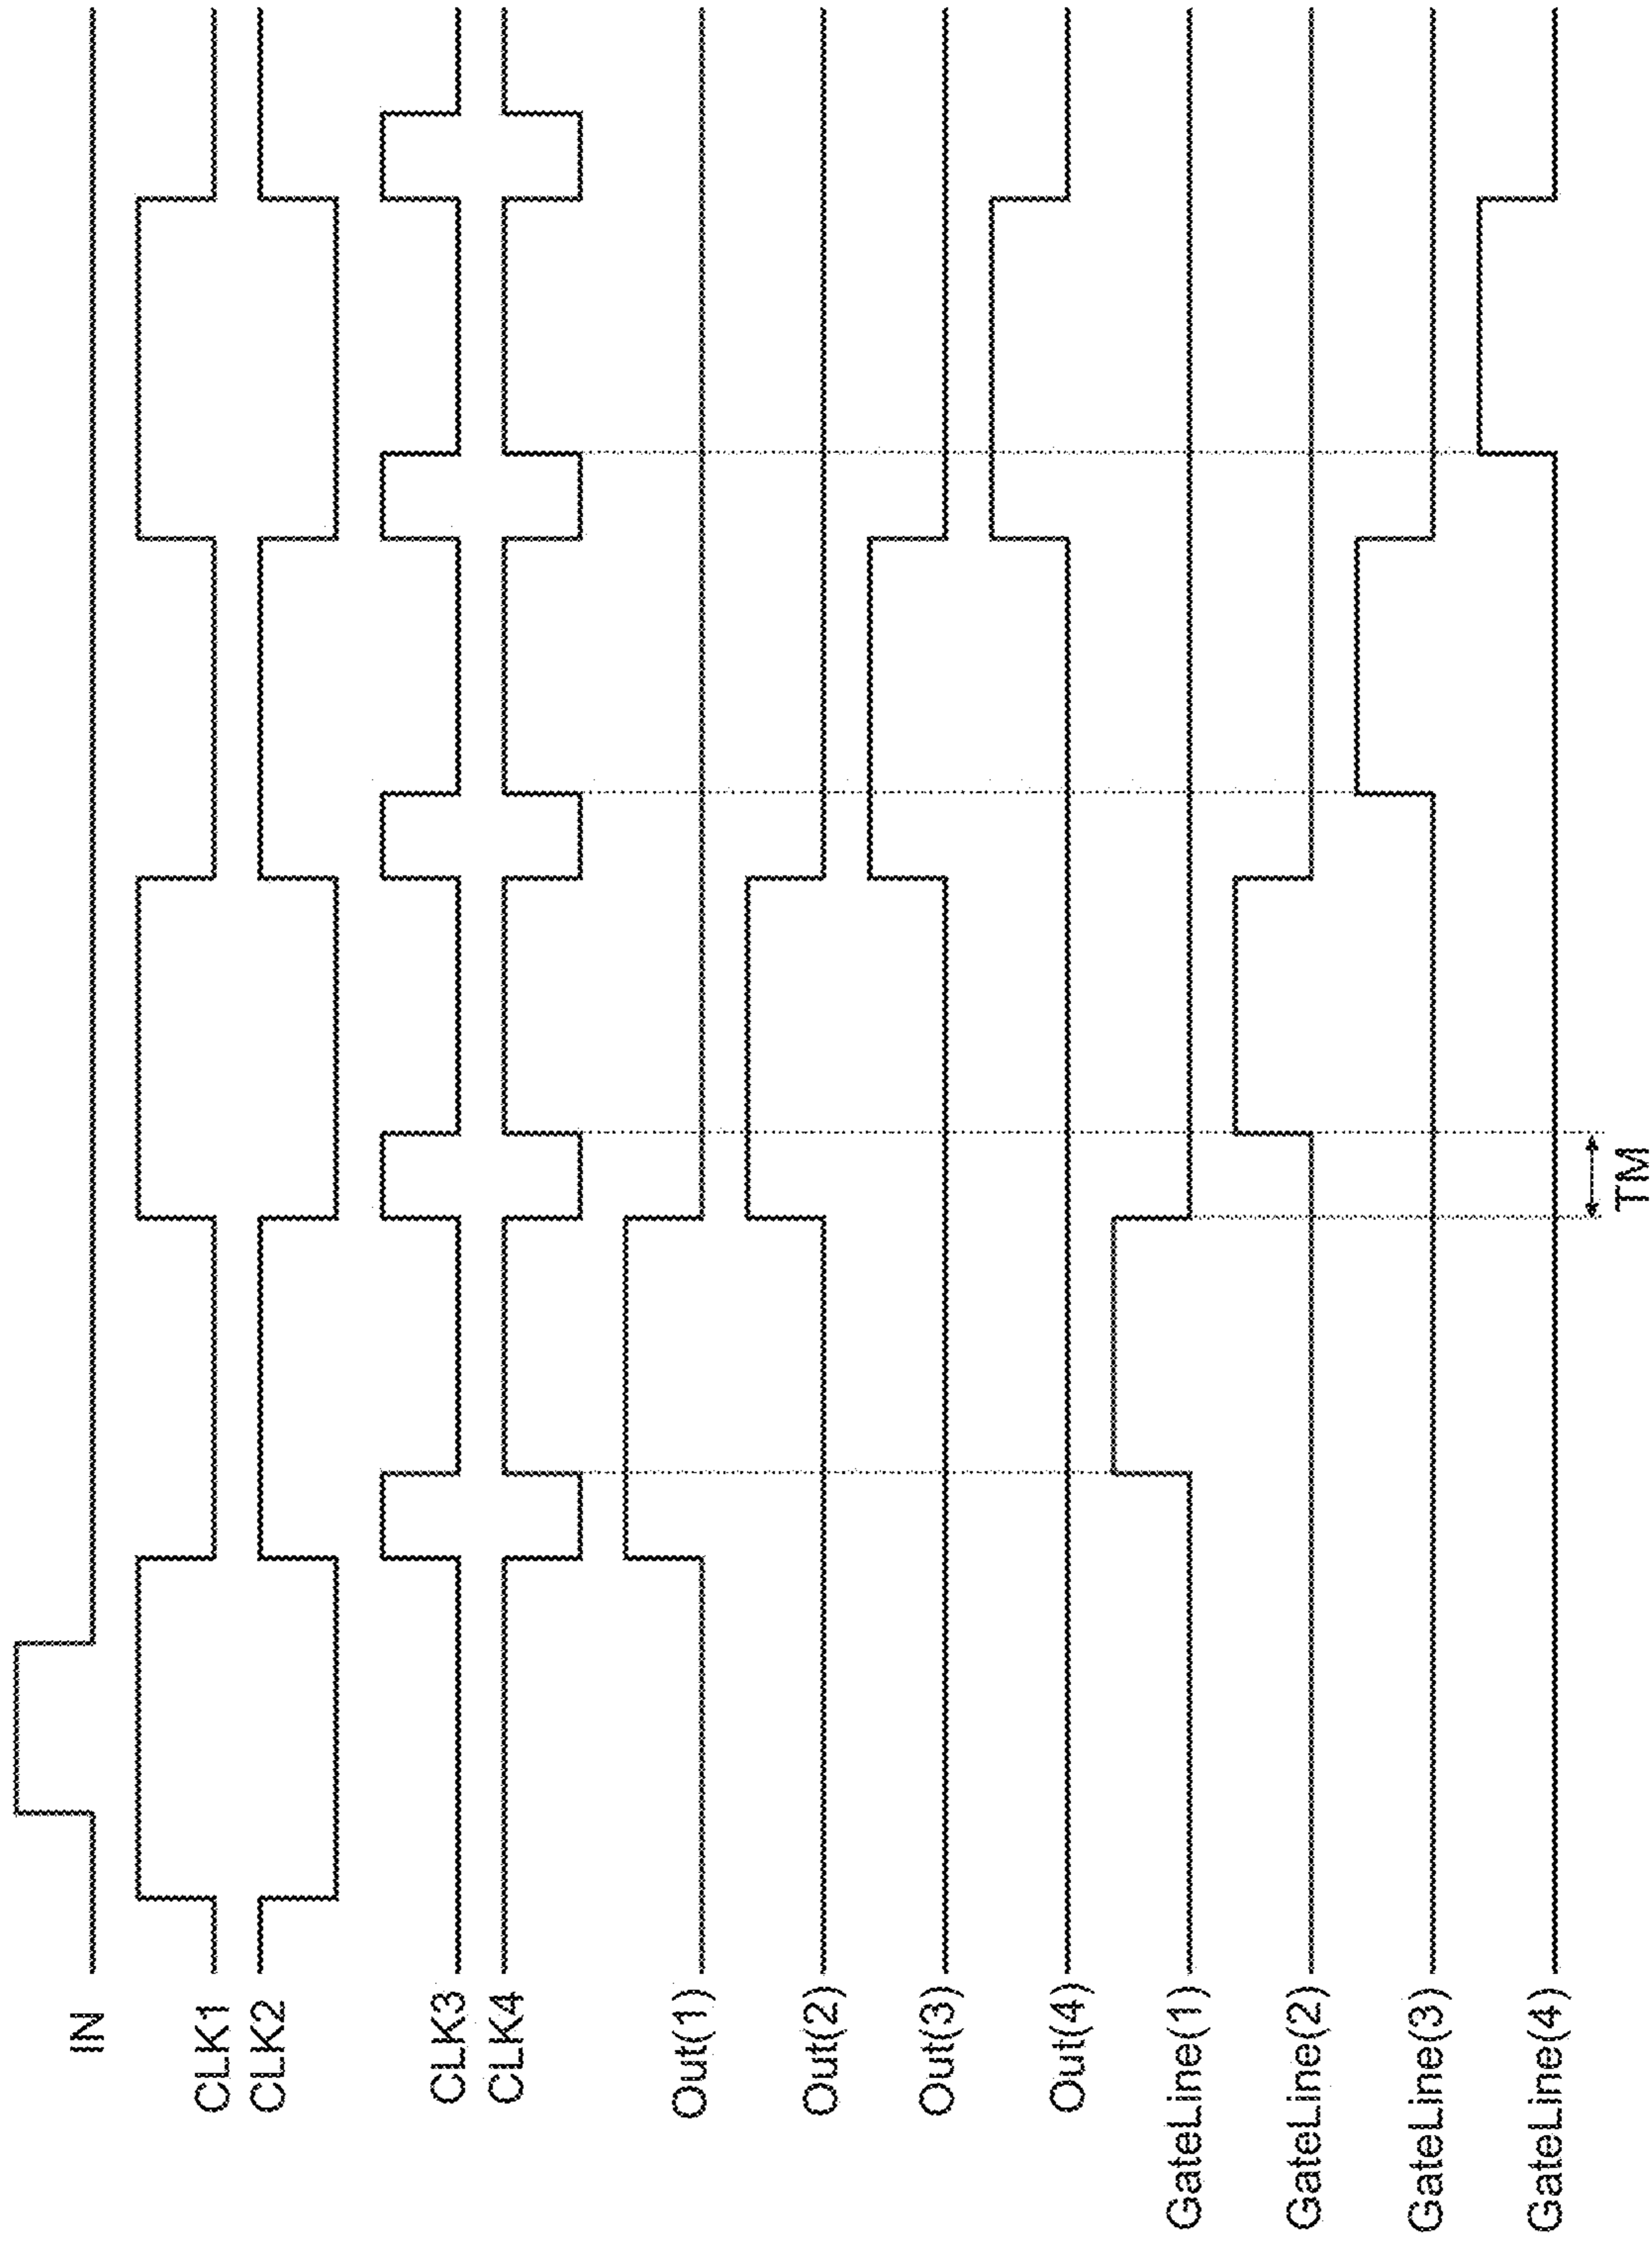 IN
CLK1
CLK2
CLK3
CLK4
Out(1)
Out(2)
Out(3)
Out(4)
GateLine(1)
GateLine(2)
GateLine(3)
GateLine(4)
TM